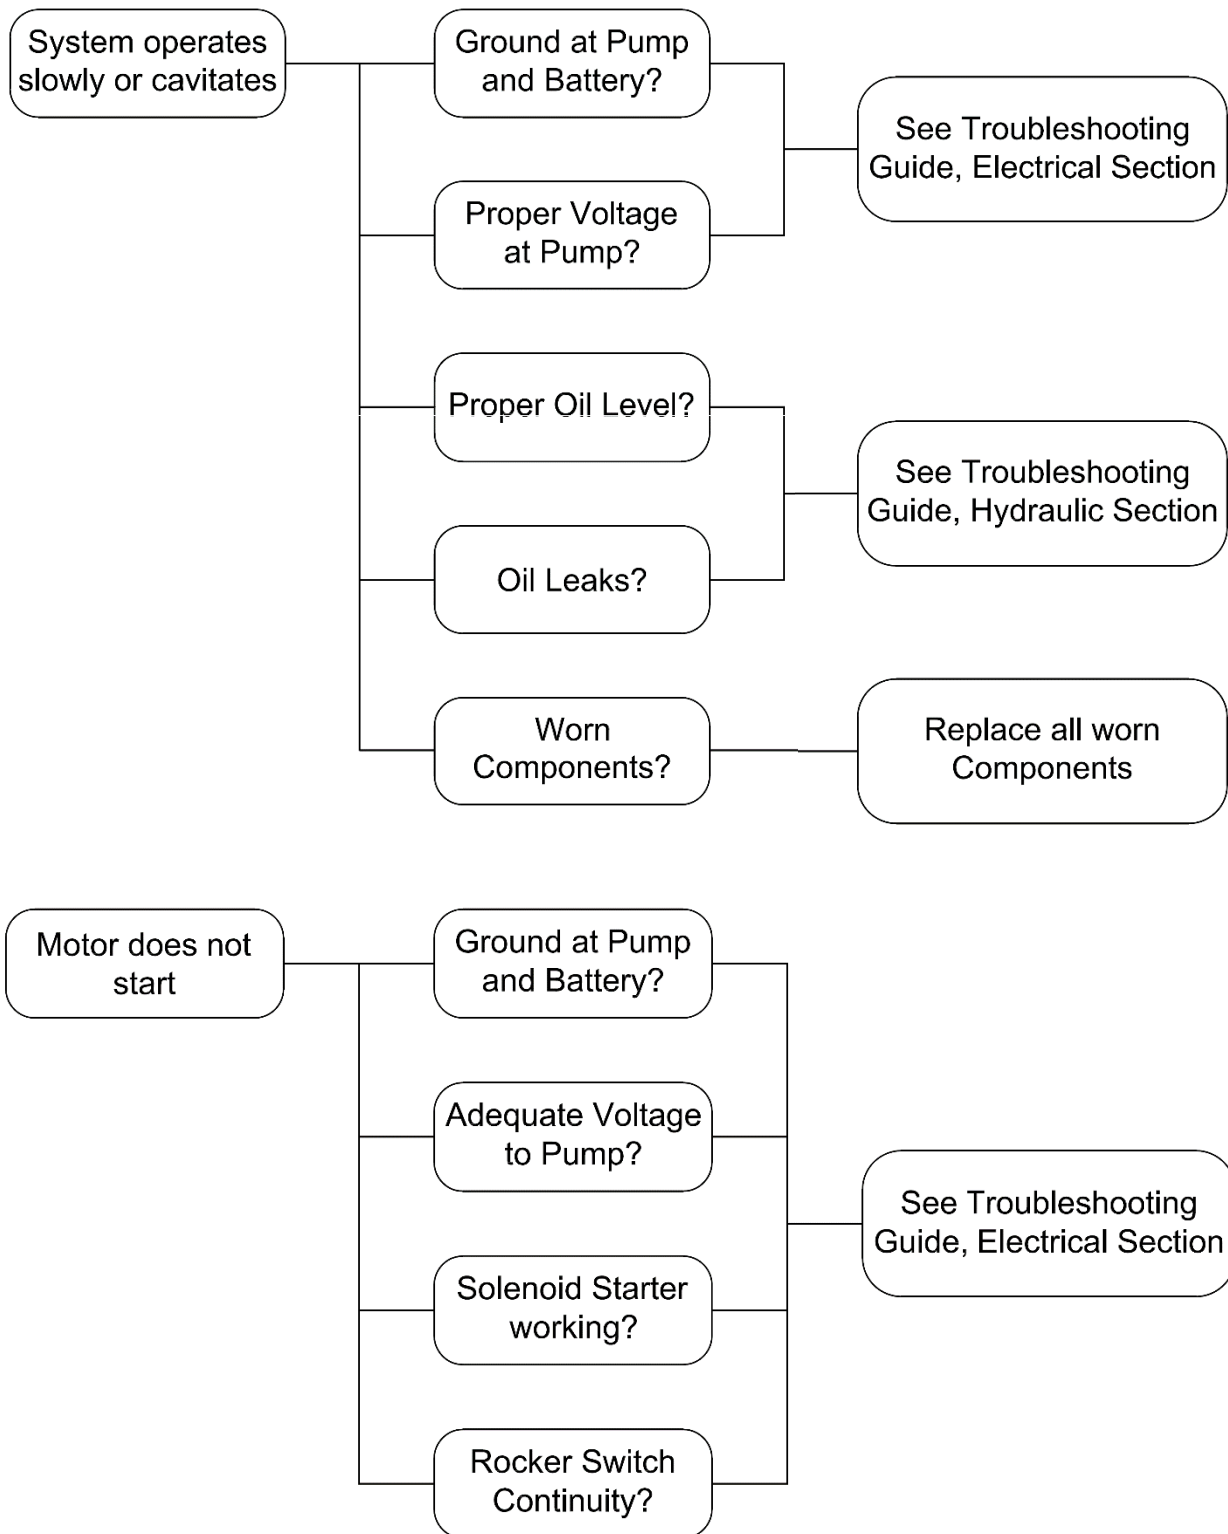 System operates
slowly or cavitates
Ground at Pump
and Battery?
See Troubleshooting
Guide, Electrical Section
Proper Voltage
at Pump?
Proper Oil Level?
See Troubleshooting
Guide, Hydraulic Section
Oil Leaks?
Worn
Components?
Replace all worn
Components
Motor does not
start
Ground at Pump
and Battery?
Adequate Voltage
to Pump?
See Troubleshooting
Guide, Electrical Section
Solenoid Starter
working?
Rocker Switch
Continuity?